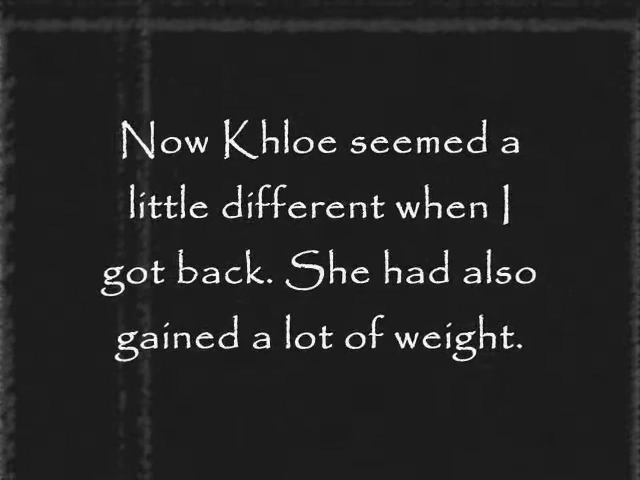 Now Khloe seemed a
little different when I
got back. She had also
gained a lot of weight.